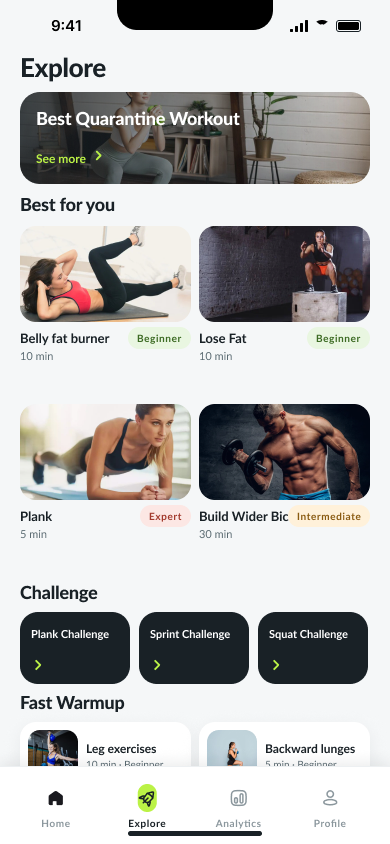 9:41
Explore
Best Quarantine Workout
See more
Best for you
Belly fat burner
Beginner
10 min
Lose Fat
Beginner
10 min
Plank
Expert
5 min
Build Wider Bic
Intermediate
30 min
Challenge
Plank Challenge
Sprint Challenge
Squat Challenge
Fast Warmup
Leg exercises
10 min · Beginner
Backward lunges
5 min · Beginner
Home
Explore
Analytics
Profile